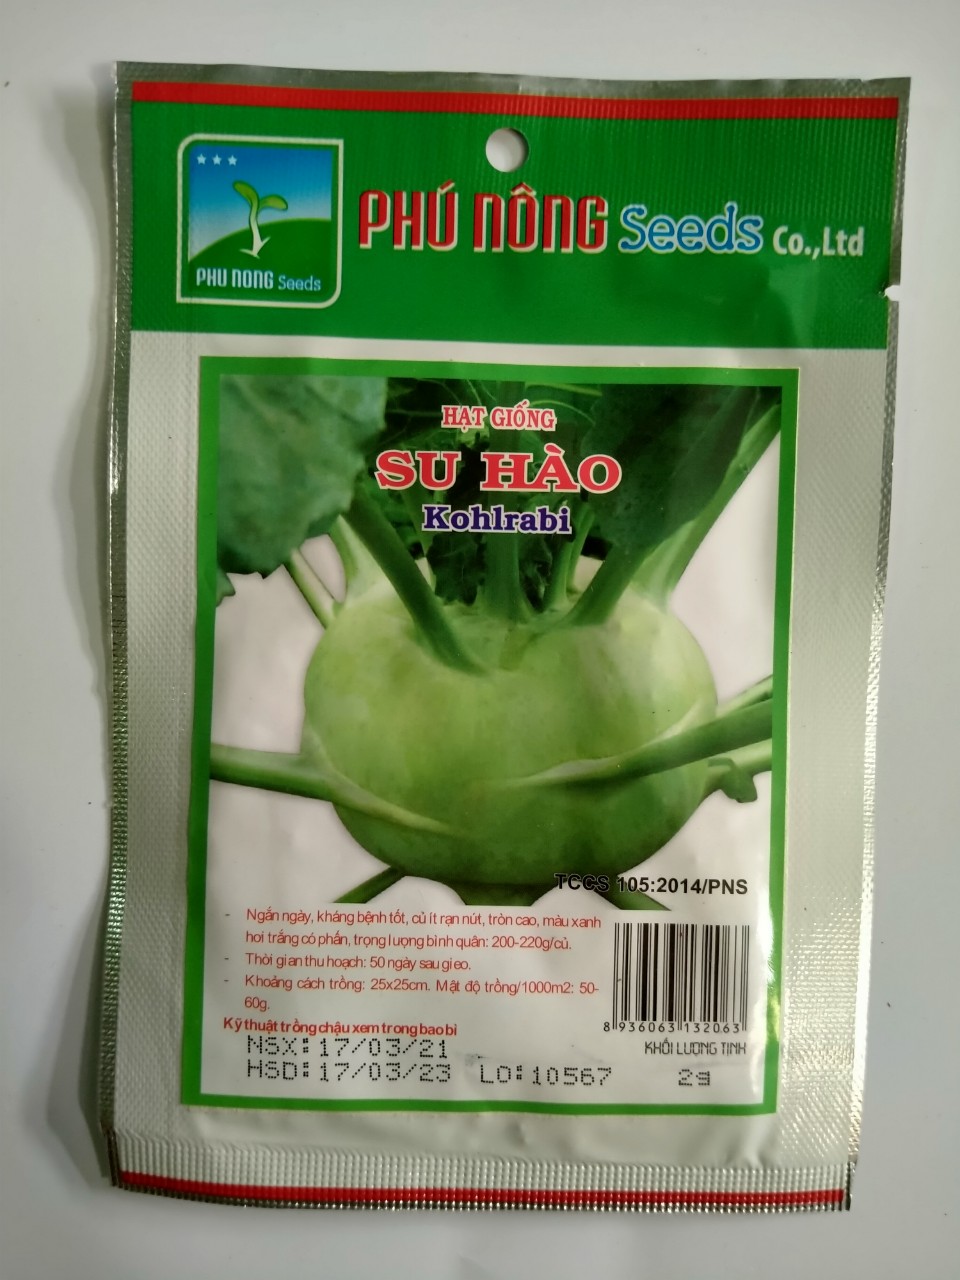 PHU NONG Seeds
PHÚ NÔNG Seeds Co.,Ltd
HẠT GIỐNG
SU HÀO
Kohlrabi
TCCS 105:2014/PNS
- Ngắn ngày, kháng bệnh tốt, củ ít rạn nứt, tròn cao, màu xanh
hơi trắng có phấn, trọng lượng bình quân: 200-220g/củ.
- Thời gian thu hoạch: 50 ngày sau gieo.
- Khoảng cách trồng: 25x25cm. Mật độ trồng/1000m2: 50-
60g.
Kỹ thuật trồng chậu xem trong bao bì
8 936063 132063
KHỐI LƯỢNG TỊNH
2g
NSX:17/03/21
HSD:17/03/23 LO:10567